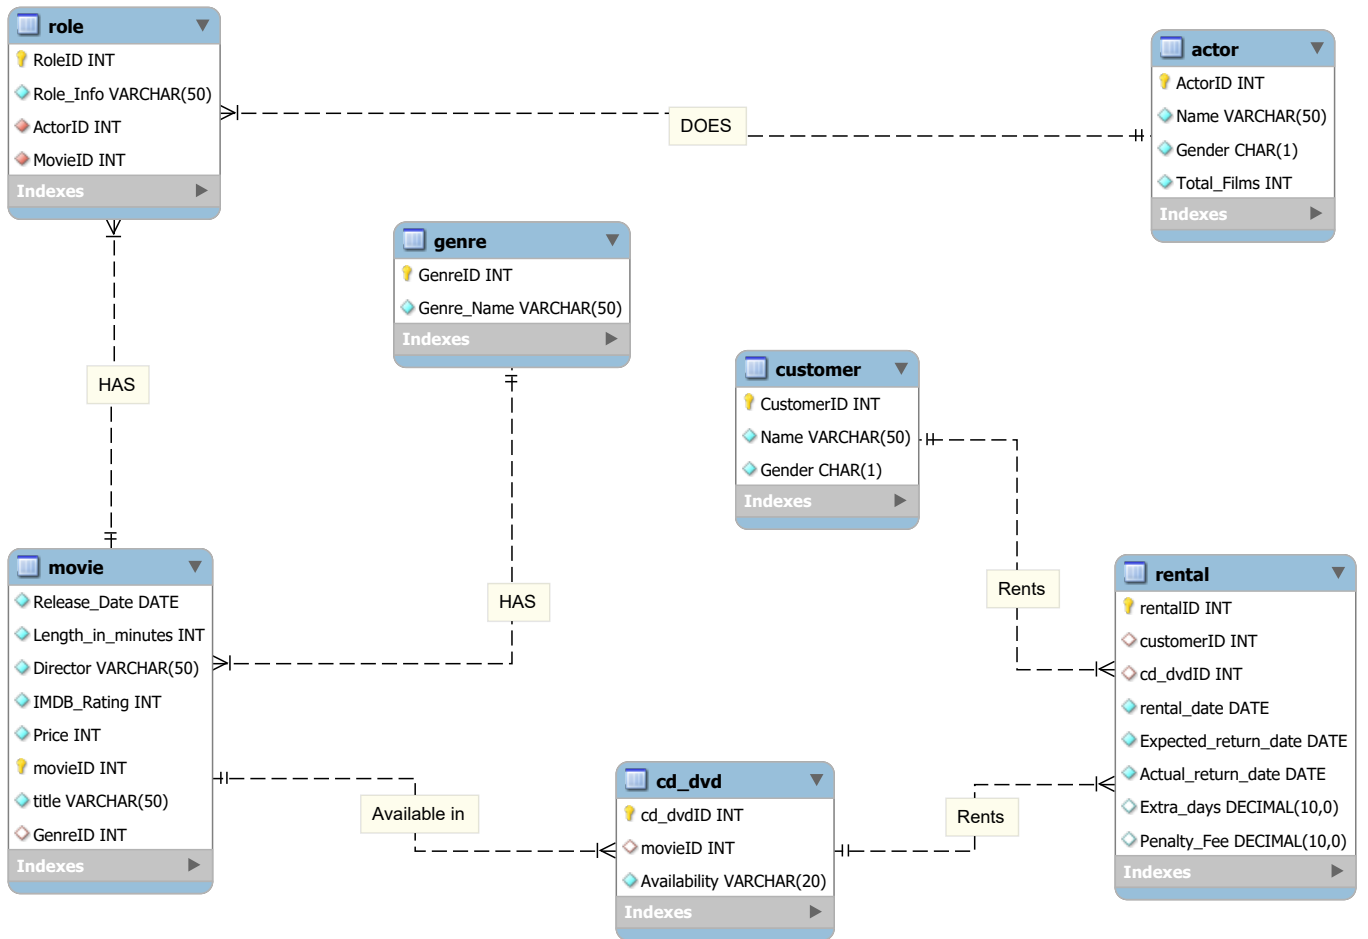 role
RoleID INT
Role_Info VARCHAR(50)
ActorID INT
MovieID INT
Indexes
actor
ActorID INT
Name VARCHAR(50)
Gender CHAR(1)
Total_Films INT
Indexes
DOES
genre
GenreID INT
Genre_Name VARCHAR(50)
Indexes
HAS
customer
CustomerID INT
Name VARCHAR(50)
Gender CHAR(1)
Indexes
movie
Release_Date DATE
Length_in_minutes INT
Director VARCHAR(50)
IMDB_Rating INT
Price INT
movieID INT
title VARCHAR(50)
GenreID INT
Indexes
HAS
Rents
rental
rentalID INT
customerID INT
cd_dvdID INT
rental_date DATE
Expected_return_date DATE
Actual_return_date DATE
Extra_days DECIMAL(10,0)
Penalty_Fee DECIMAL(10,0)
Indexes
Available in
cd_dvd
cd_dvdID INT
movieID INT
Availability VARCHAR(20)
Indexes
Rents